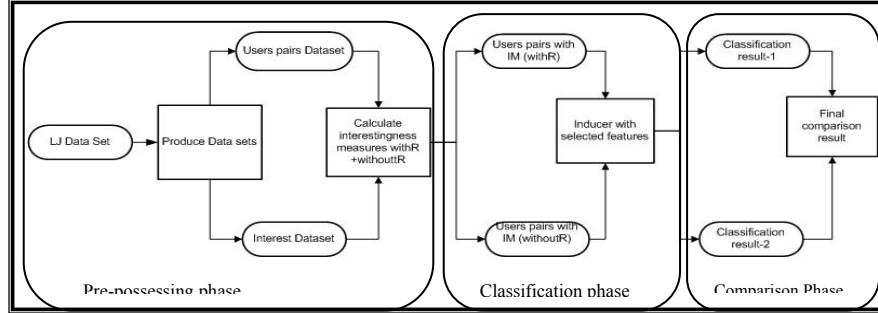 Users pairs Dataset
LJ Data Set
Produce Data sets
Calculate
interestingness
measures withR
+withouttR
Interest Dataset
Pre-possessing phase
Users pairs with
IM (withR)
Inducer with
selected features
Users pairs with
IM (withoutR)
Classification phase
Classification
result-1
Final
comparison
result
Classification
result-2
Comparison Phase